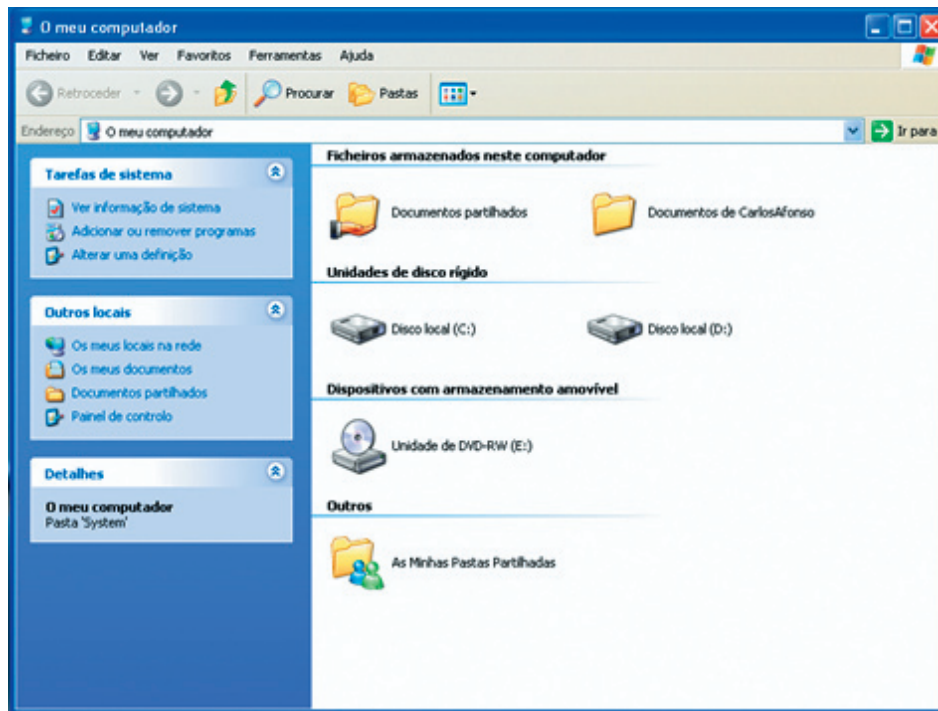 O meu computador
Ficheiro Editar Ver Favoritos Ferramentas Ajuda
Retroceder Procurar Pastas
Endereço O meu computador Ir para
Tarefas de sistema
Ver informação de sistema
Adicionar ou remover programas
Alterar uma definição
Outros locais
Os meus locais na rede
Os meus documentos
Documentos partilhados
Painel de controlo
Detalhes
O meu computador
Pasta 'System'
Ficheiros armazenados neste computador
Documentos partilhados Documentos de CarlosAfonso
Unidades de disco rígido
Disco local (C:) Disco local (D:)
Dispositivos com armazenamento amovível
Unidade de DVD-RW (E:)
Outros
As Minhas Pastas Partilhadas